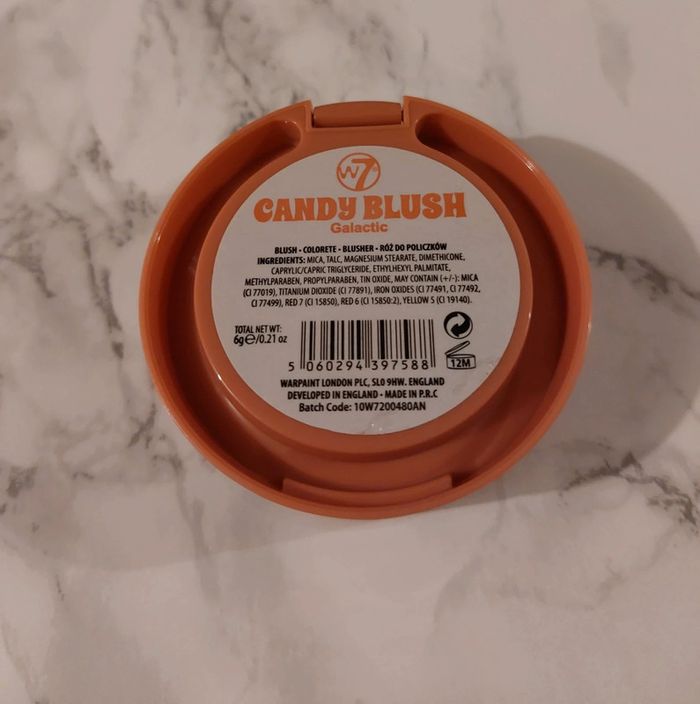 W7
CANDY BLUSH
Galactic
BLUSH • COLORETE • BLUSHER • RÓŻ DO POLICZKÓW
INGREDIENTS: MICA, TALC, MAGNESIUM STEARATE, DIMETHICONE,
CAPRYLIC/CAPRIC TRIGLYCERIDE, ETHYLHEXYL PALMITATE,
METHYLPARABEN, PROPYLPARABEN, TIN OXIDE, MAY CONTAIN (+/-): MICA
(CI 77019), TITANIUM DIOXIDE (CI 77891), IRON OXIDES (CI 77491, CI 77492,
CI 77499), RED 7 (CI 15850), RED 6 (CI 15850:2), YELLOW 5 (CI 19140).
TOTAL NET WT:
6g℮/0.21 oz
5 060294 397588
12M
WARPAINT LONDON PLC, SL0 9HW. ENGLAND
DEVELOPED IN ENGLAND • MADE IN P.R.C
Batch Code: 10W7200480AN